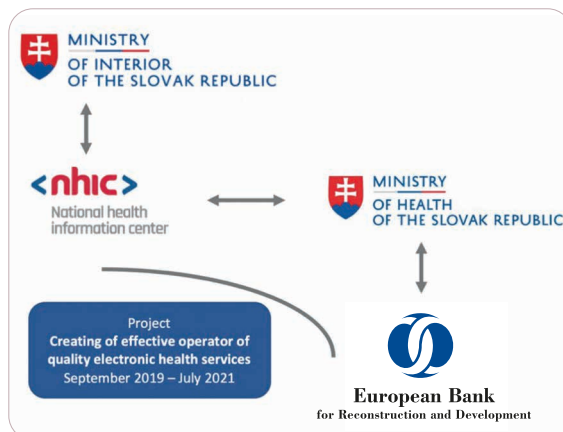 MINISTRY
OF INTERIOR
OF THE SLOVAK REPUBLIC
<nhic>
National health
information center
MINISTRY
OF HEALTH
OF THE SLOVAK REPUBLIC
Project
Creating of effective operator of
quality electronic health services
September 2019 – July 2021
European Bank
for Reconstruction and Development